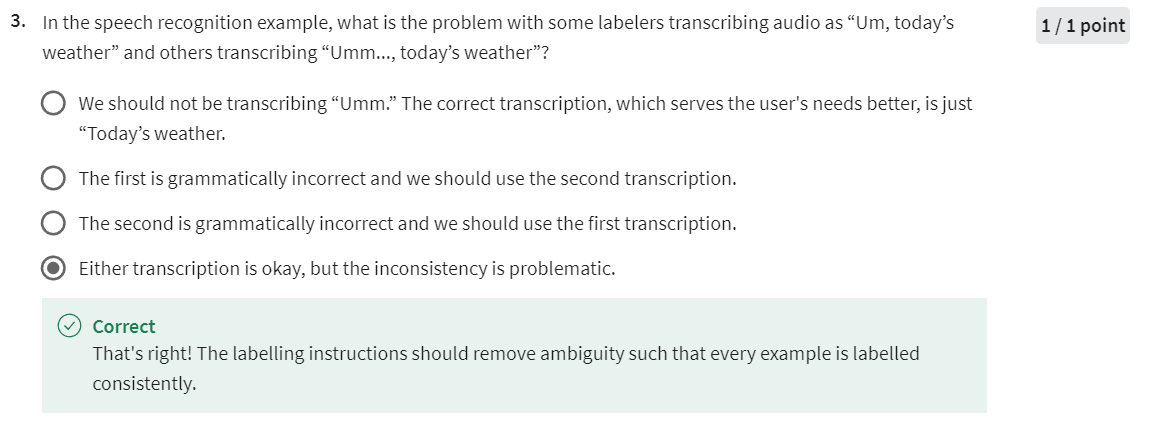 3. In the speech recognition example, what is the problem with some labelers transcribing audio as “Um, today’s
1 / 1 point
weather” and others transcribing “Umm..., today’s weather”?
We should not be transcribing “Umm.” The correct transcription, which serves the user's needs better, is just
“Today’s weather.
The first is grammatically incorrect and we should use the second transcription.
The second is grammatically incorrect and we should use the first transcription.
Either transcription is okay, but the inconsistency is problematic.
Correct
That's right! The labelling instructions should remove ambiguity such that every example is labelled
consistently.